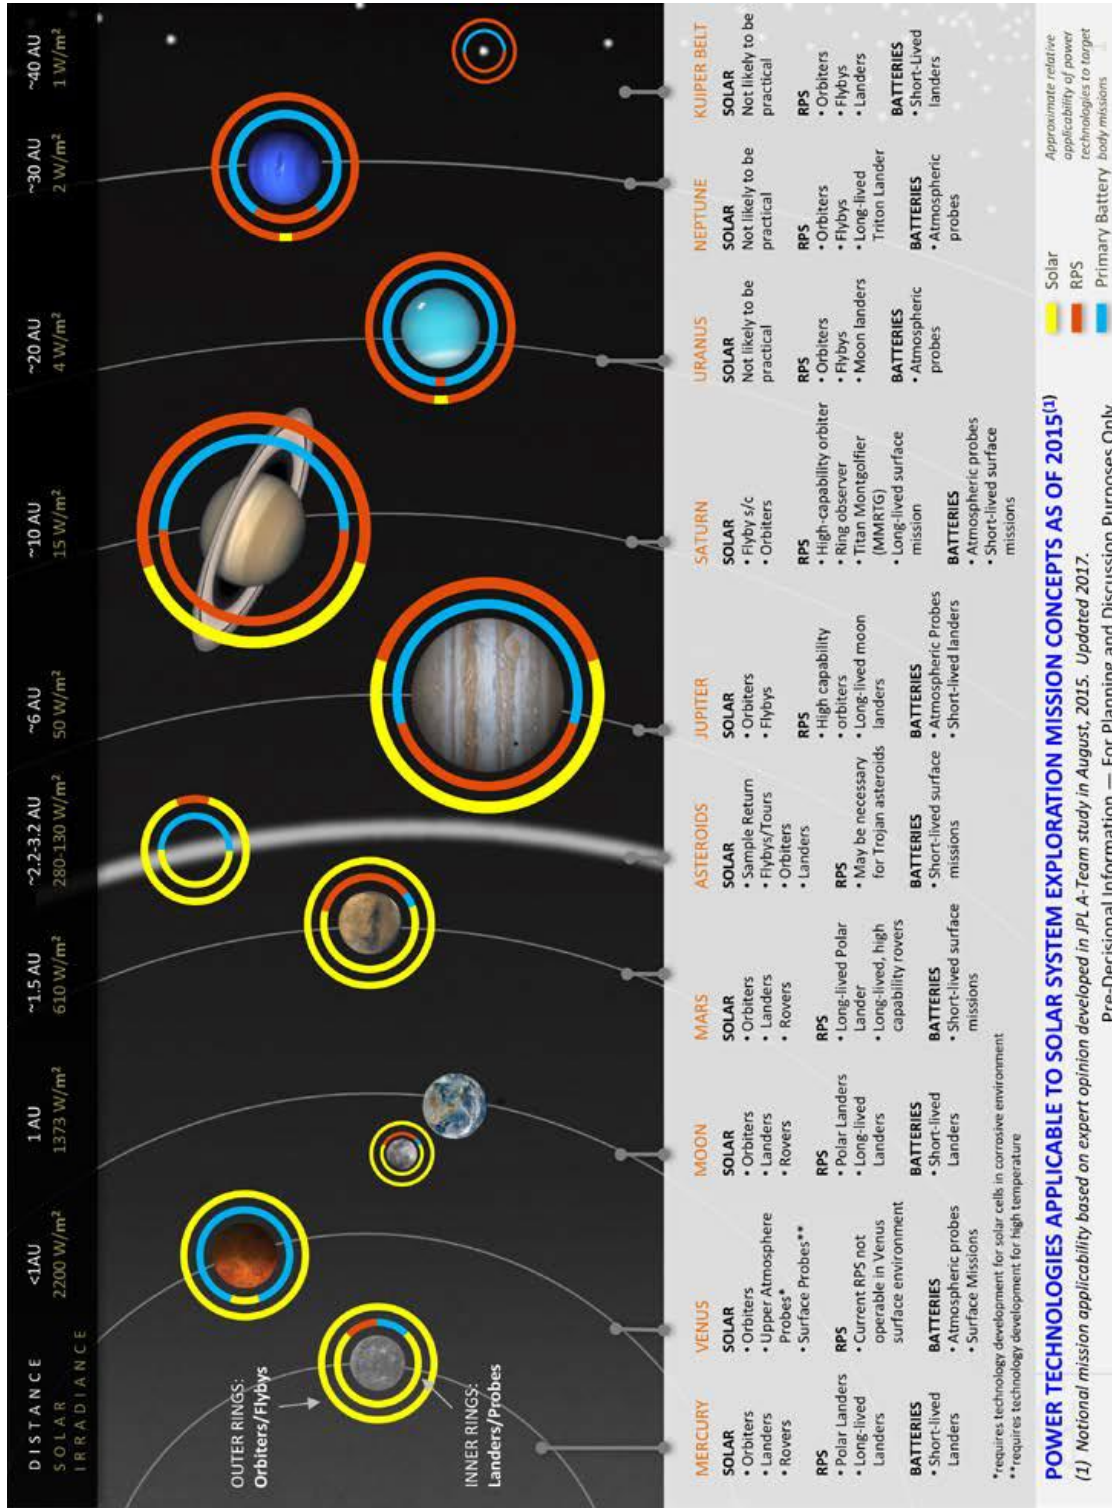 DISTANCE <1AU 1 AU ~1.5 AU ~2.2-3.2 AU ~6 AU ~10 AU ~20 AU ~30 AU ~40 AU
SOLAR
IRRADIANCE
2200 W/m² 1373 W/m² 610 W/m² 280-130 W/m² 50 W/m² 15 W/m² 4 W/m² 2 W/m² 1 W/m²
OUTER RINGS:
Orbiters/Flybys
INNER RINGS:
Landers/Probes
MERCURY
SOLAR
• Orbiters
• Landers
• Rovers
RPS
• Polar Landers
• Long-lived
Landers
BATTERIES
• Short-lived
Landers
VENUS
SOLAR
• Orbiters
• Upper Atmosphere
Probes*
• Surface Probes**
RPS
• Current RPS not
operable in Venus
surface environment
BATTERIES
• Atmospheric probes
• Surface Missions
MOON
SOLAR
• Orbiters
• Landers
• Rovers
RPS
• Polar Landers
• Long-lived
Landers
BATTERIES
• Short-lived
Landers
MARS
SOLAR
• Orbiters
• Landers
• Rovers
RPS
• Long-lived Polar
Lander
• Long-lived, high
capability rovers
BATTERIES
• Short-lived surface
missions
ASTEROIDS
SOLAR
• Sample Return
• Flybys/Tours
• Orbiters
• Landers
RPS
• May be necessary
for Trojan asteroids
BATTERIES
• Short-lived surface
missions
JUPITER
SOLAR
• Orbiters
• Flybys
RPS
• High capability
• orbiters
• Long-lived moon
landers
BATTERIES
• Atmospheric Probes
• Short-lived landers
SATURN
SOLAR
• Flyby s/c
• Orbiters
RPS
• High-capability orbiter
• Ring observer
• Titan Montgolfier
(MMRTG)
• Long-lived surface
mission
BATTERIES
• Atmospheric probes
• Short-lived surface
missions
URANUS
SOLAR
Not likely to be
practical
RPS
• Orbiters
• Flybys
• Moon landers
BATTERIES
• Atmospheric
probes
NEPTUNE
SOLAR
Not likely to be
practical
RPS
• Orbiters
• Flybys
• Long-lived
Triton Lander
BATTERIES
• Atmospheric
probes
KUIPER BELT
SOLAR
Not likely to be
practical
RPS
• Orbiters
• Flybys
• Landers
BATTERIES
• Short-Lived
landers
*requires technology development for solar cells in corrosive environment
**requires technology development for high temperature
POWER TECHNOLOGIES APPLICABLE TO SOLAR SYSTEM EXPLORATION MISSION CONCEPTS AS OF 2015(1)
(1) Notional mission applicability based on expert opinion developed in JPL A-Team study in August, 2015. Updated 2017.
Pre-Decisional Information — For Planning and Discussion Purposes Only
Solar
RPS
Primary Battery
Approximate relative
applicability of power
technologies to target
body missions